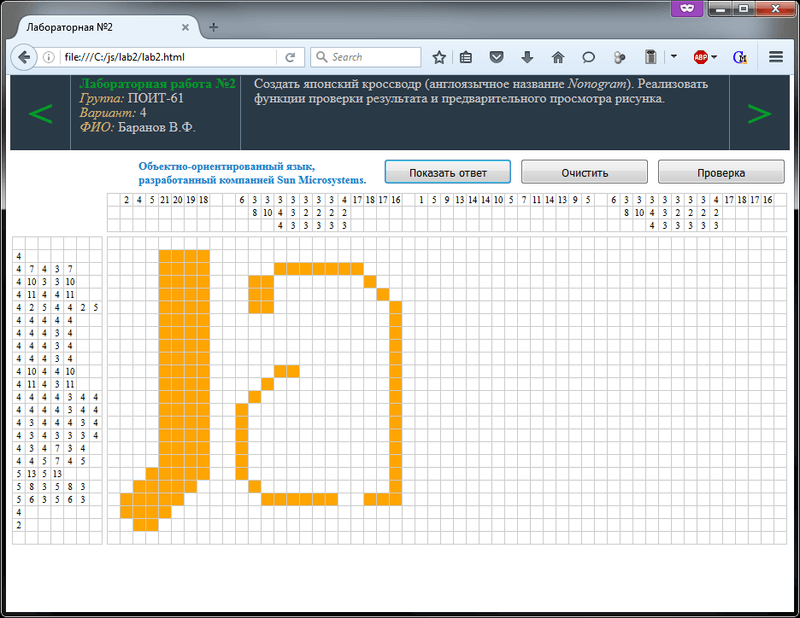 Лабораторная №2
file:///C:/js/lab2/lab2.html
Search
ABP
G
<
Лабораторная работа №2
Группа: ПОИТ-61
Вариант: 4
ФИО: Баранов В.Ф.
Создать японский кроссворд (англоязычное название Nonogram). Реализовать
функции проверки результата и предварительного просмотра рисунка.
>
Объектно-ориентированый язык,
разработанный компанией Sun Microsystems.
Показать ответ
Очистить
Проверка
2 4 5 21 20 19 18 6 3 3 3 3 3 3 3 4 17 18 17 16 1 5 9 13 14 14 10 5 7 11 14 13 9 5 6 3 3 3 3 3 3 3 4 17 18 17 16
8 10 4 3 2 2 2 2 8 10 4 3 2 2 2 2
4 3 3 3 3 3 4 3 3 3 3 3
4
4 7 4 3 7
4 10 3 3 10
4 11 4 4 11
4 2 5 4 4 2 5
4 4 4 4 4
4 4 4 3 4
4 4 4 3 4
4 4 4 3 4
4 10 4 4 10
4 11 4 3 11
4 4 4 4 3 4 4
4 4 4 4 3 4 4
4 3 4 4 4 3 4
4 3 4 3 3 3 4
4 3 4 7 3 4
4 4 5 7 4 5
5 13 5 13
5 8 3 5 8 3
5 6 3 5 6 3
4
2